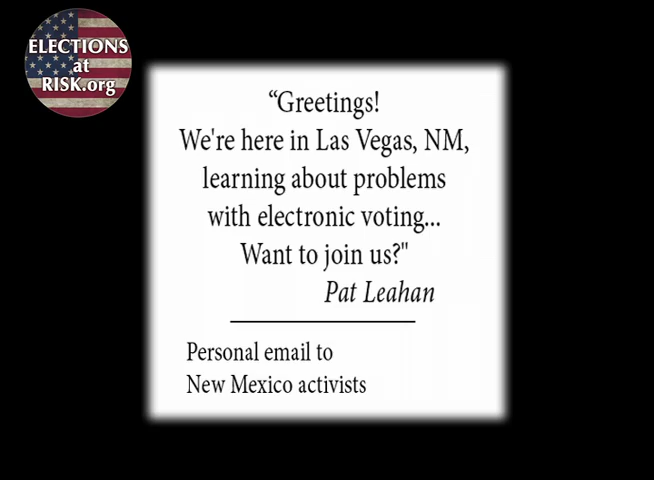 ELECTIONS
at
RISK.org
“Greetings!
We're here in Las Vegas, NM,
learning about problems
with electronic voting...
Want to join us?"
Pat Leahan
Personal email to
New Mexico activists